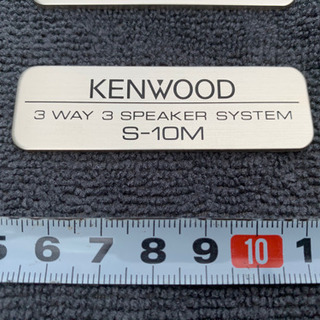 KENWOOD
3 WAY 3 SPEAKER SYSTEM
S-10M
5 6 7 8 9 10 1